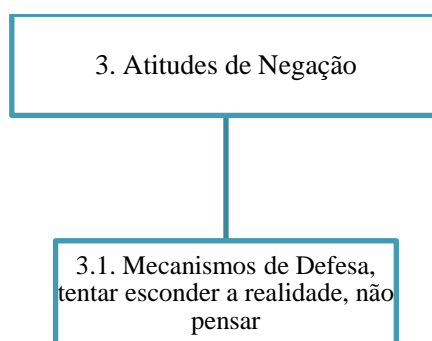 3. Atitudes de Negação
3.1. Mecanismos de Defesa,
tentar esconder a realidade, não
pensar